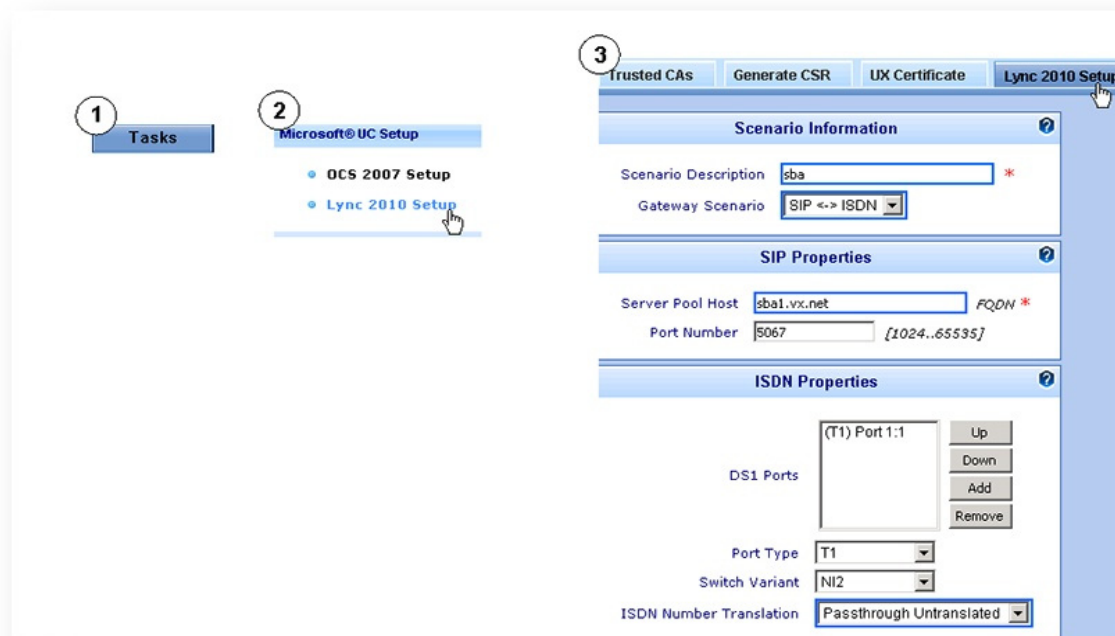 1
Tasks
2
Microsoft® UC Setup
OCS 2007 Setup
Lync 2010 Setup
3
Trusted CAs Generate CSR UX Certificate Lync 2010 Setup
Scenario Information
Scenario Description sba *
Gateway Scenario SIP <-> ISDN
SIP Properties
Server Pool Host sba1.vx.net FQDN *
Port Number 5067 [1024..65535]
ISDN Properties
DS1 Ports (T1) Port 1:1 Up
Down
Add
Remove
Port Type T1
Switch Variant NI2
ISDN Number Translation Passthrough Untranslated